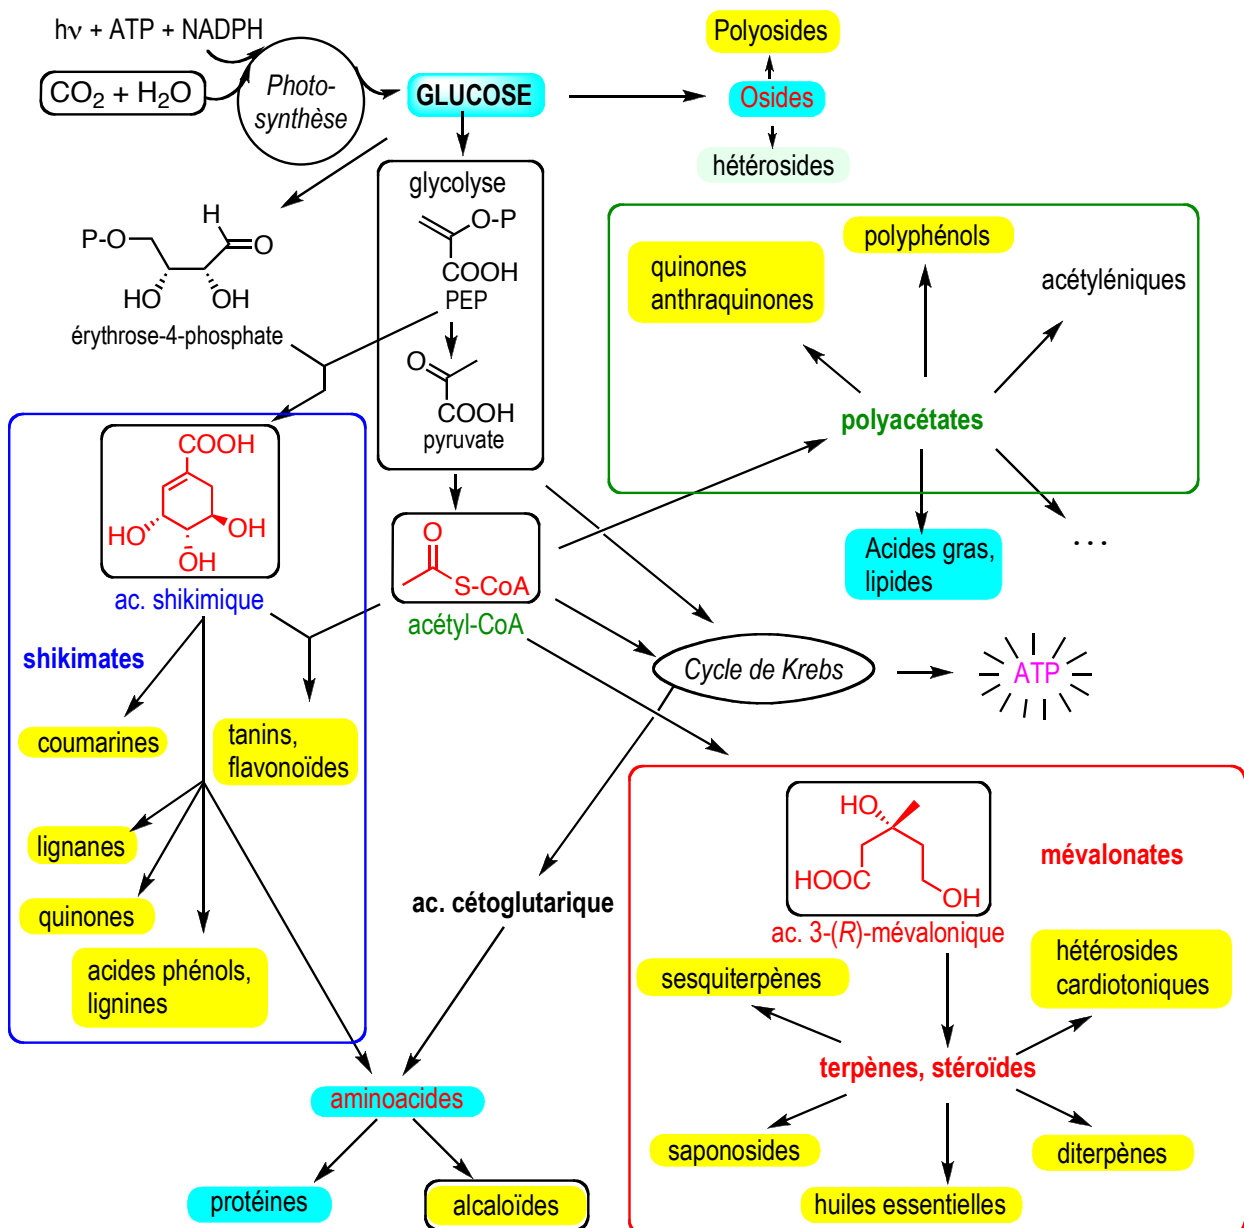 hν + ATP + NADPH
CO2 + H2O
Photo-
synthèse
GLUCOSE
Polyosides
Osides
hétérosides
glycolyse
O-P
COOH
PEP
O
COOH
pyruvate
H
P-O
O
HO
OH
érythrose-4-phosphate
polyphénols
quinones
anthraquinones
acétyléniques
polyacétates
Acides gras,
lipides
...
COOH
HO
OH
OH
ac. shikimique
shikimates
O
S-CoA
acétyl-CoA
Cycle de Krebs
ATP
coumarines
tanins,
flavonoïdes
lignanes
quinones
acides phénols,
lignines
ac. cétoglutarique
HO
HOOC
OH
mévalonates
ac. 3-(R)-mévalonique
sesquiterpènes
hétérosides
cardiotoniques
terpènes, stéroïdes
saponosides
diterpènes
huiles essentielles
aminoacides
protéines
alcaloïdes